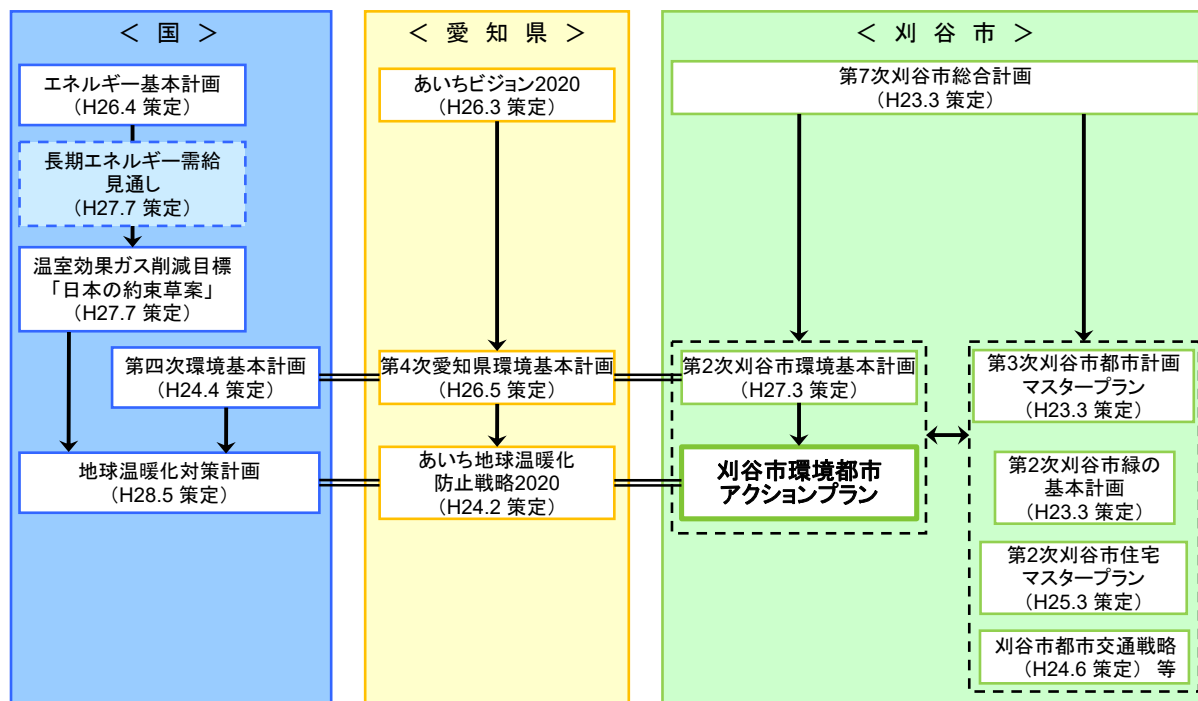 ＜ 国 ＞
エネルギー基本計画
（H26.4 策定）
長期エネルギー需給
見通し
（H27.7 策定）
温室効果ガス削減目標
「日本の約束草案」
（H27.7 策定）
第四次環境基本計画
（H24.4 策定）
地球温暖化対策計画
（H28.5 策定）
＜ 愛 知 県 ＞
あいちビジョン2020
（H26.3 策定）
第4次愛知県環境基本計画
（H26.5 策定）
あいち地球温暖化
防止戦略2020
（H24.2 策定）
＜ 刈 谷 市 ＞
第7次刈谷市総合計画
（H23.3 策定）
第2次刈谷市環境基本計画
（H27.3 策定）
刈谷市環境都市
アクションプラン
第3次刈谷市都市計画
マスタープラン
（H23.3 策定）
第2次刈谷市緑の
基本計画
（H23.3 策定）
第2次刈谷市住宅
マスタープラン
（H25.3 策定）
刈谷市都市交通戦略
（H24.6 策定） 等